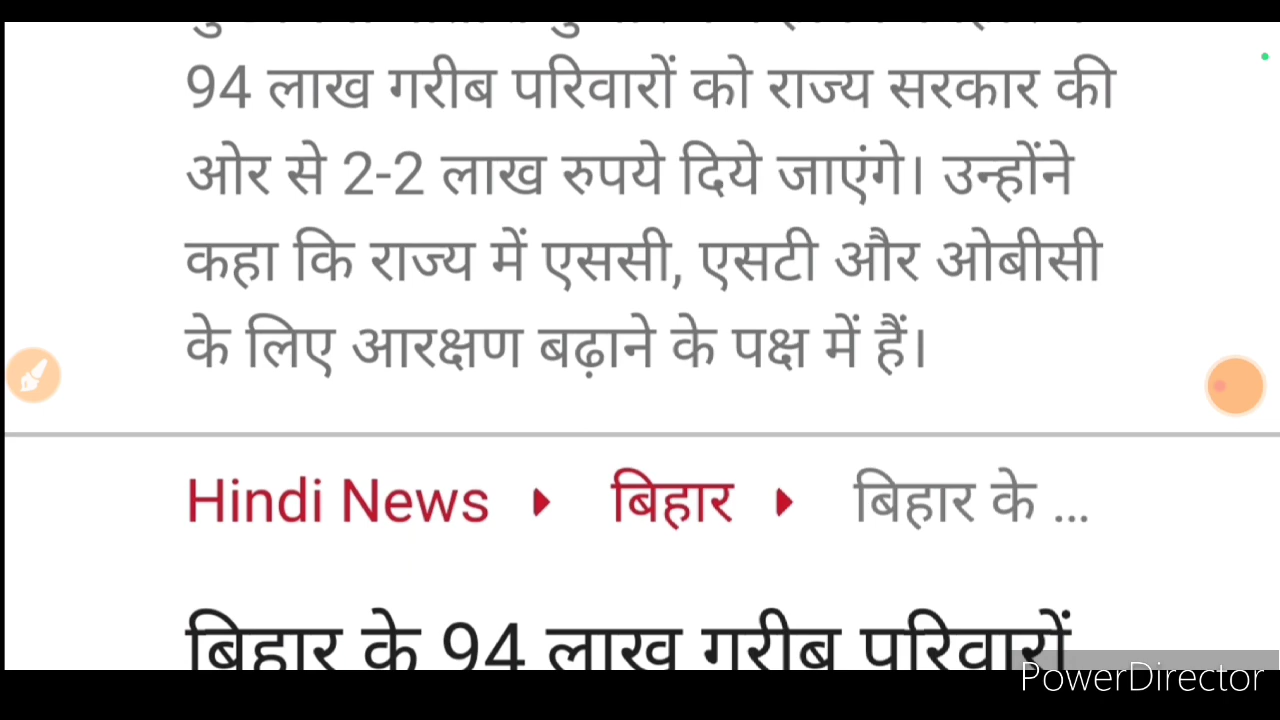 94 लाख गरीब परिवारों को राज्य सरकार की
ओर से 2-2 लाख रुपये दिये जाएंगे। उन्होंने
कहा कि राज्य में एससी, एसटी और ओबीसी
के लिए आरक्षण बढ़ाने के पक्ष में हैं।
Hindi News बिहार बिहार के ...
बिहार के 94 लाख गरीब परिवारों
PowerDirector